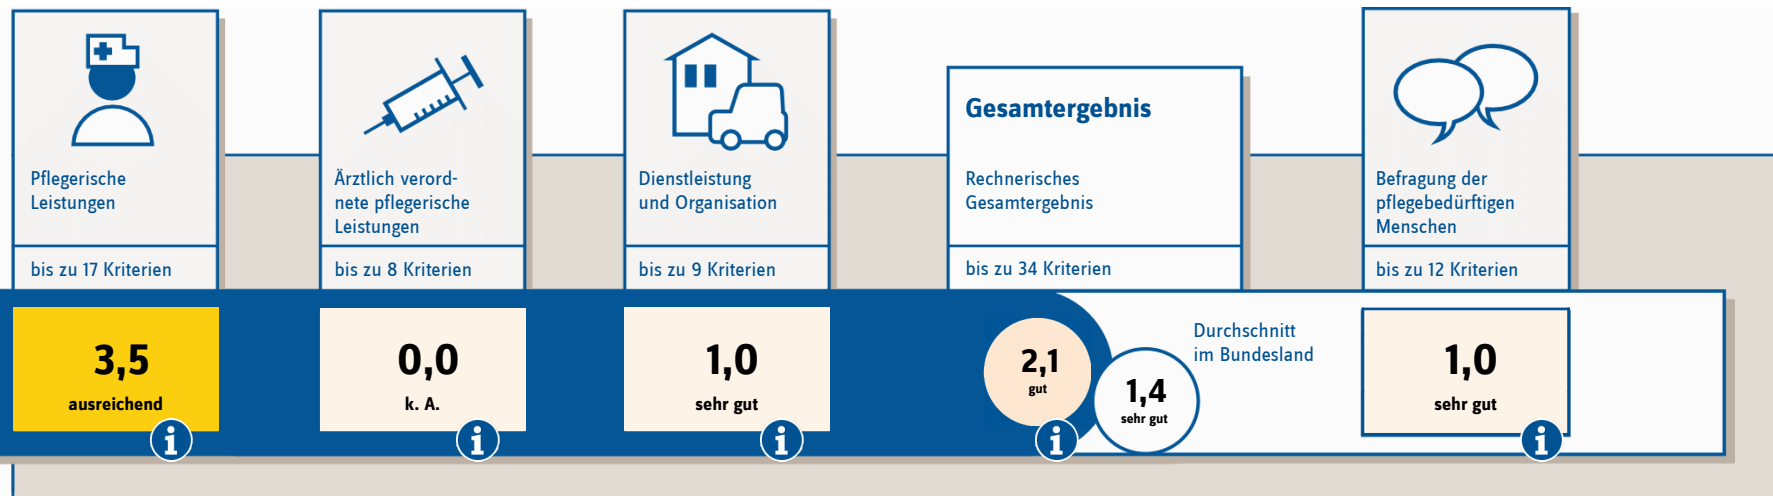 Pflegerische
Leistungen
bis zu 17 Kriterien
3,5
ausreichend
i
Ärztlich verord-
nete pflegerische
Leistungen
bis zu 8 Kriterien
0,0
k. A.
i
Dienstleistung
und Organisation
bis zu 9 Kriterien
1,0
sehr gut
i
Gesamtergebnis
Rechnerisches
Gesamtergebnis
bis zu 34 Kriterien
2,1
gut
i
1,4
sehr gut
Durchschnitt
im Bundesland
Befragung der
pflegebedürftigen
Menschen
bis zu 12 Kriterien
1,0
sehr gut
i